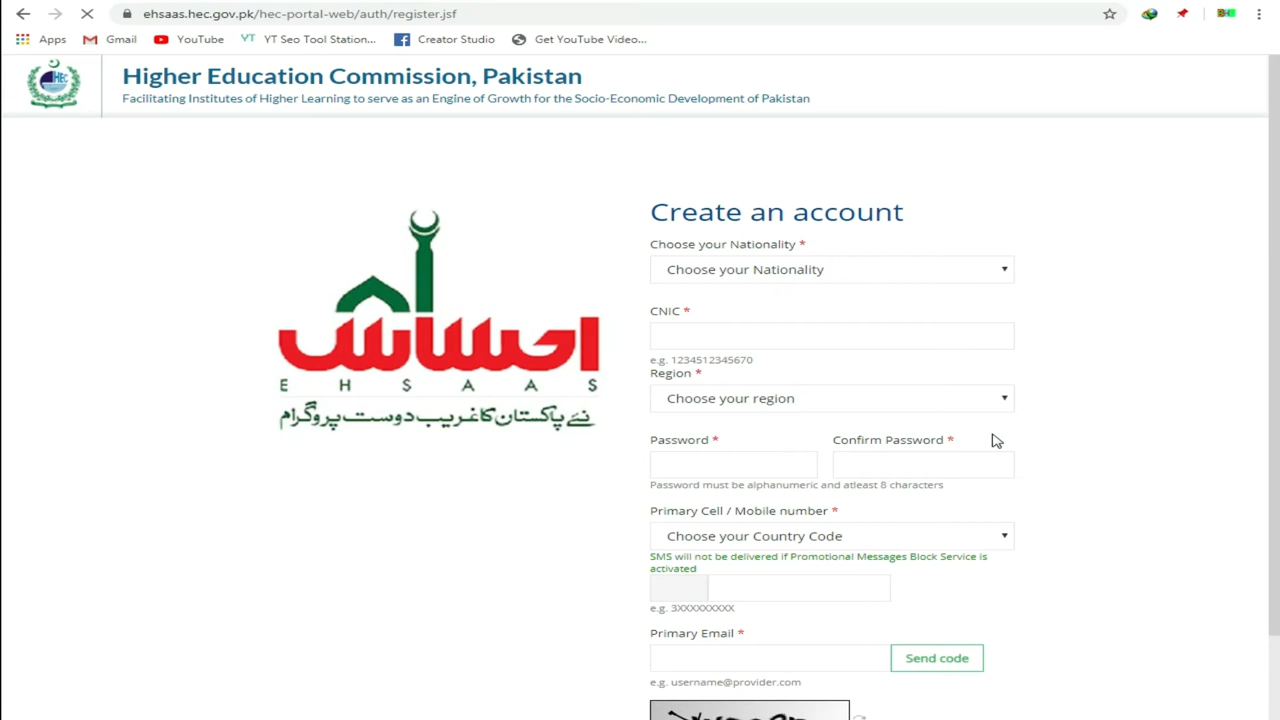 ehsaas.hec.gov.pk/hec-portal-web/auth/register.jsf
Apps Gmail YouTube YT YT Seo Tool Station... Creator Studio Get YouTube Video...
HEC
Higher Education Commission, Pakistan
Facilitating Institutes of Higher Learning to serve as an Engine of Growth for the Socio-Economic Development of Pakistan
احساس
EHSAAS
نئے پاکستان کا غریب دوست پروگرام
Create an account
Choose your Nationality *
Choose your Nationality
CNIC *
e.g. 1234512345670
Region *
Choose your region
Password * Confirm Password *
Password must be alphanumeric and atleast 8 characters
Primary Cell / Mobile number *
Choose your Country Code
SMS will not be delivered if Promotional Messages Block Service is
activated
e.g. 3XXXXXXXXX
Primary Email *
Send code
e.g. username@provider.com